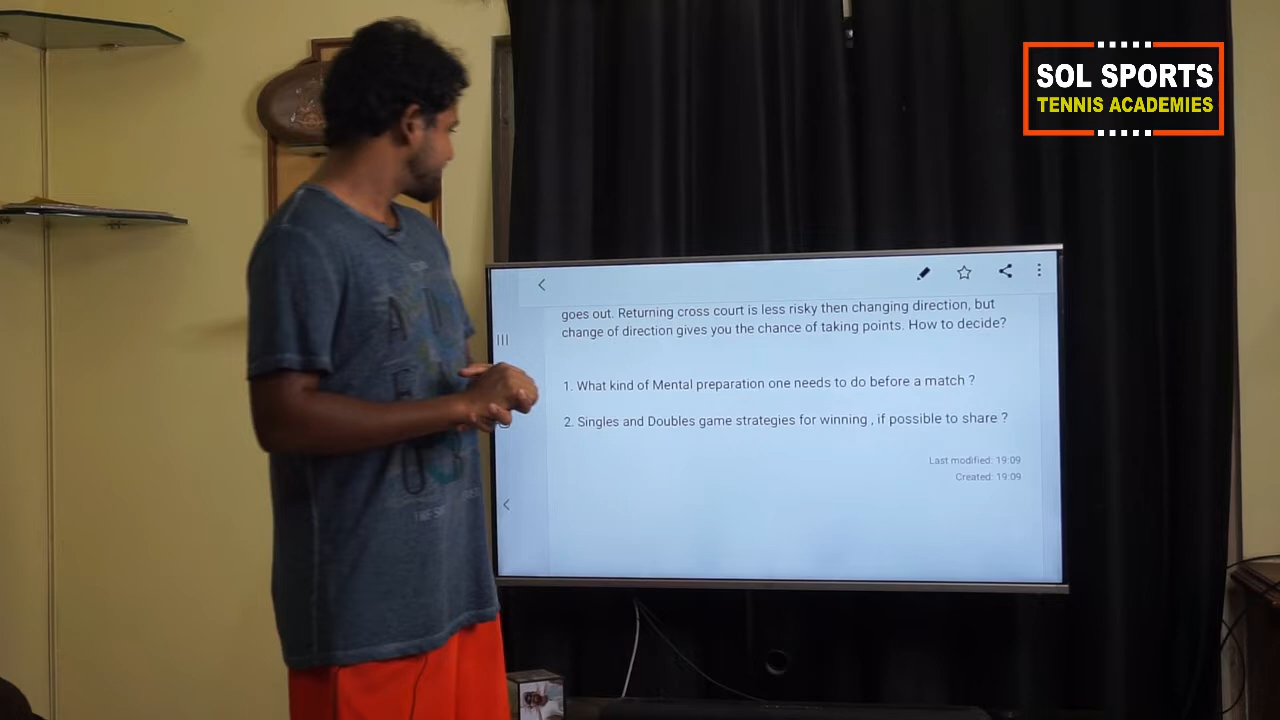 SOL SPORTS
TENNIS ACADEMIES
goes out. Returning cross court is less risky then changing direction, but
change of direction gives you the chance of taking points. How to decide?
1. What kind of Mental preparation one needs to do before a match ?
2. Singles and Doubles game strategies for winning , if possible to share ?
Last modified: 19:09
Created: 19:09